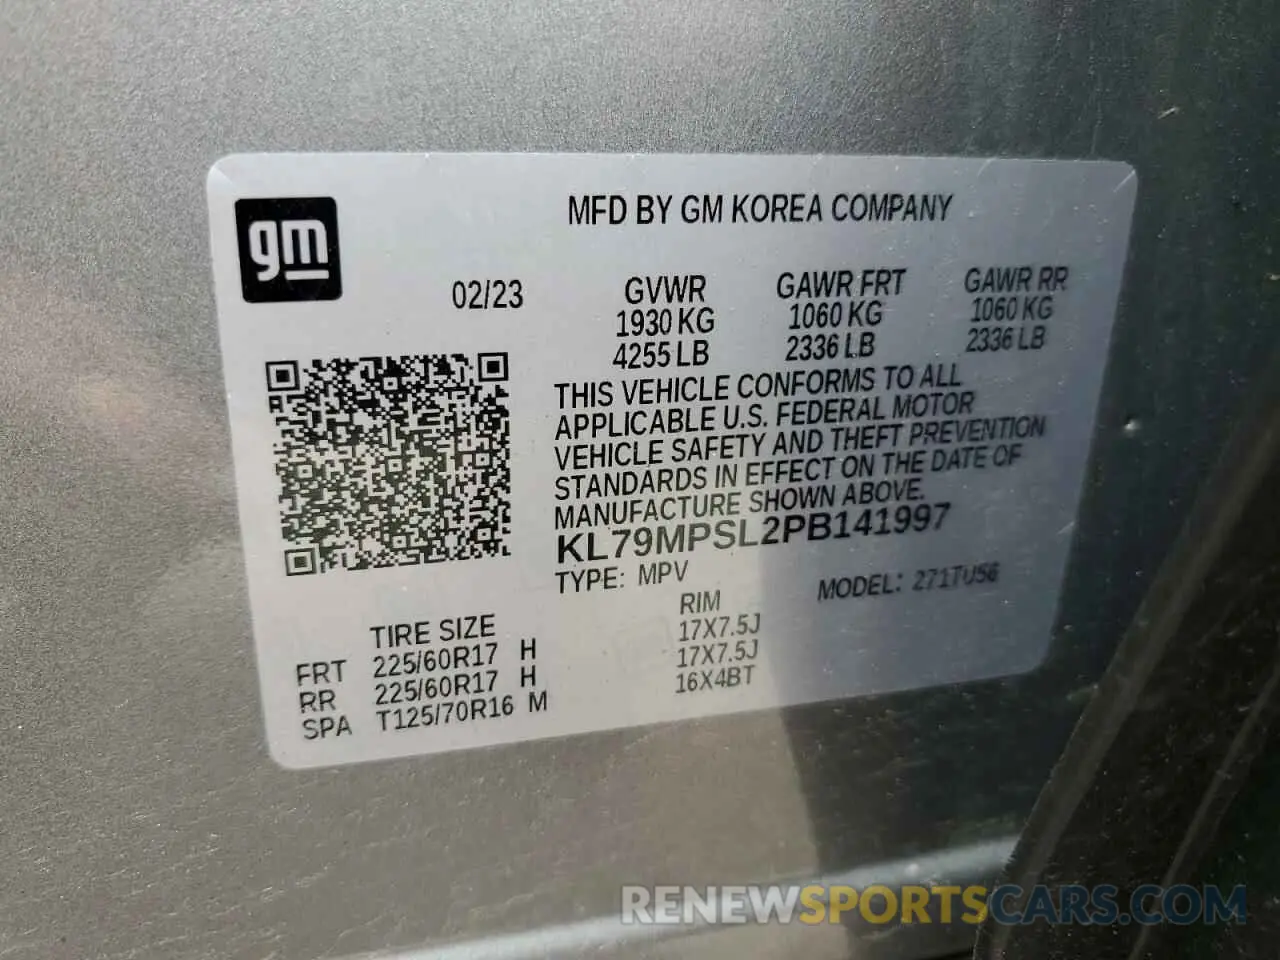 gm
MFD BY GM KOREA COMPANY
02/23
GVWR GAWR FRT GAWR RR
1930 KG 1060 KG 1060 KG
4255 LB 2336 LB 2336 LB
THIS VEHICLE CONFORMS TO ALL
APPLICABLE U.S. FEDERAL MOTOR
VEHICLE SAFETY AND THEFT PREVENTION
STANDARDS IN EFFECT ON THE DATE OF
MANUFACTURE SHOWN ABOVE.
KL79MPSL2PB141997
TYPE: MPV MODEL: 271TU56
TIRE SIZE RIM
FRT 225/60R17 H 17X7.5J
RR 225/60R17 H 17X7.5J
SPA T125/70R16 M 16X4BT
RENEWSPORTSCARS.COM